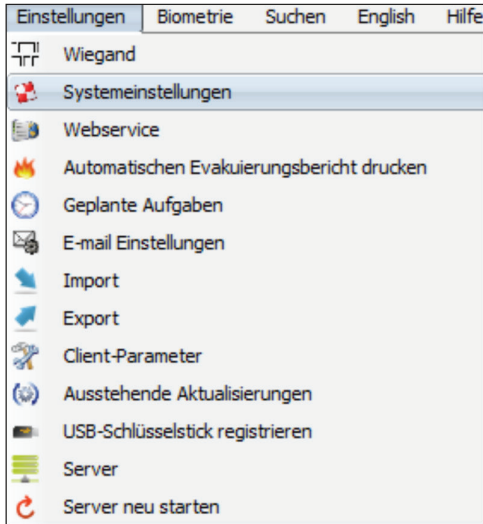 Einstellungen Biometrie Suchen English Hilfe
Wiegand
Systemeinstellungen
Webservice
Automatischen Evakuierungsbericht drucken
Geplante Aufgaben
E-mail Einstellungen
Import
Export
Client-Parameter
Ausstehende Aktualisierungen
USB-Schlüsselstick registrieren
Server
Server neu starten